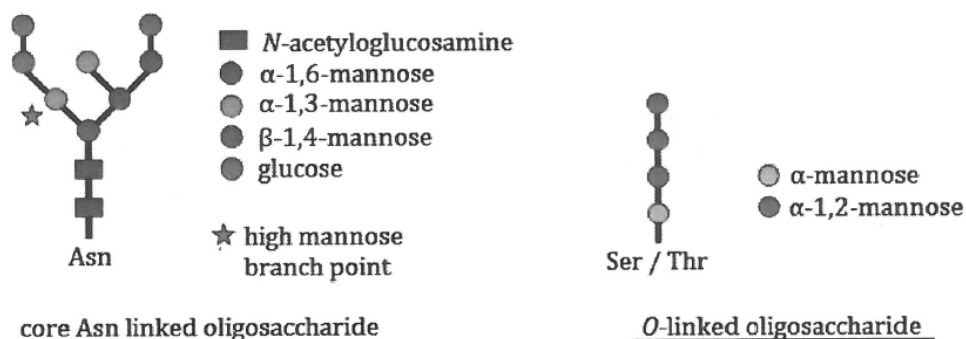 N-acetyloglucosamine
α-1,6-mannose
α-1,3-mannose
β-1,4-mannose
glucose
high mannose
branch point
Asn
core Asn linked oligosaccharide
α-mannose
α-1,2-mannose
Ser / Thr
O-linked oligosaccharide